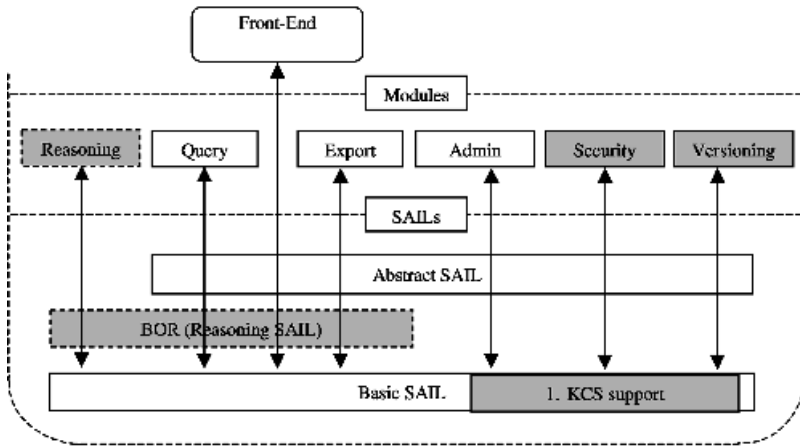 Front-End
Modules
Reasoning
Query
Export
Admin
Security
Versioning
SAILs
Abstract SAIL
BOR (Reasoning SAIL)
Basic SAIL
1. KCS support